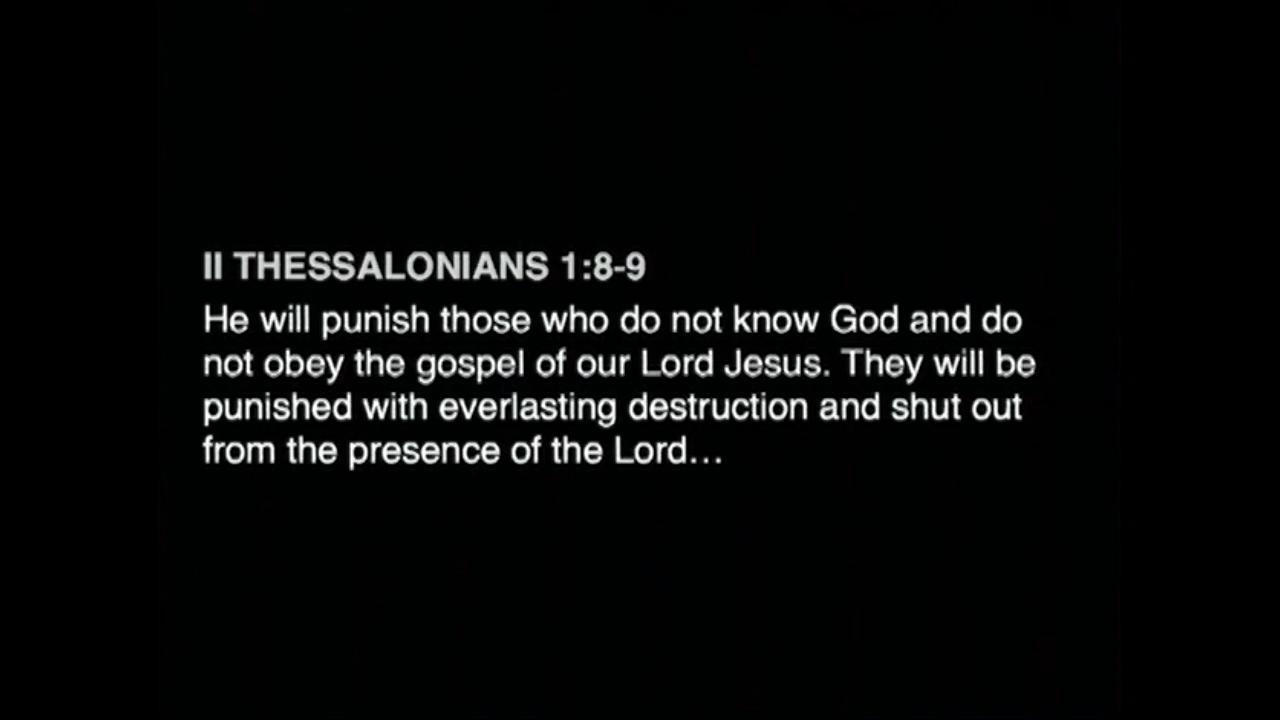 II THESSALONIANS 1:8-9
He will punish those who do not know God and do
not obey the gospel of our Lord Jesus. They will be
punished with everlasting destruction and shut out
from the presence of the Lord…